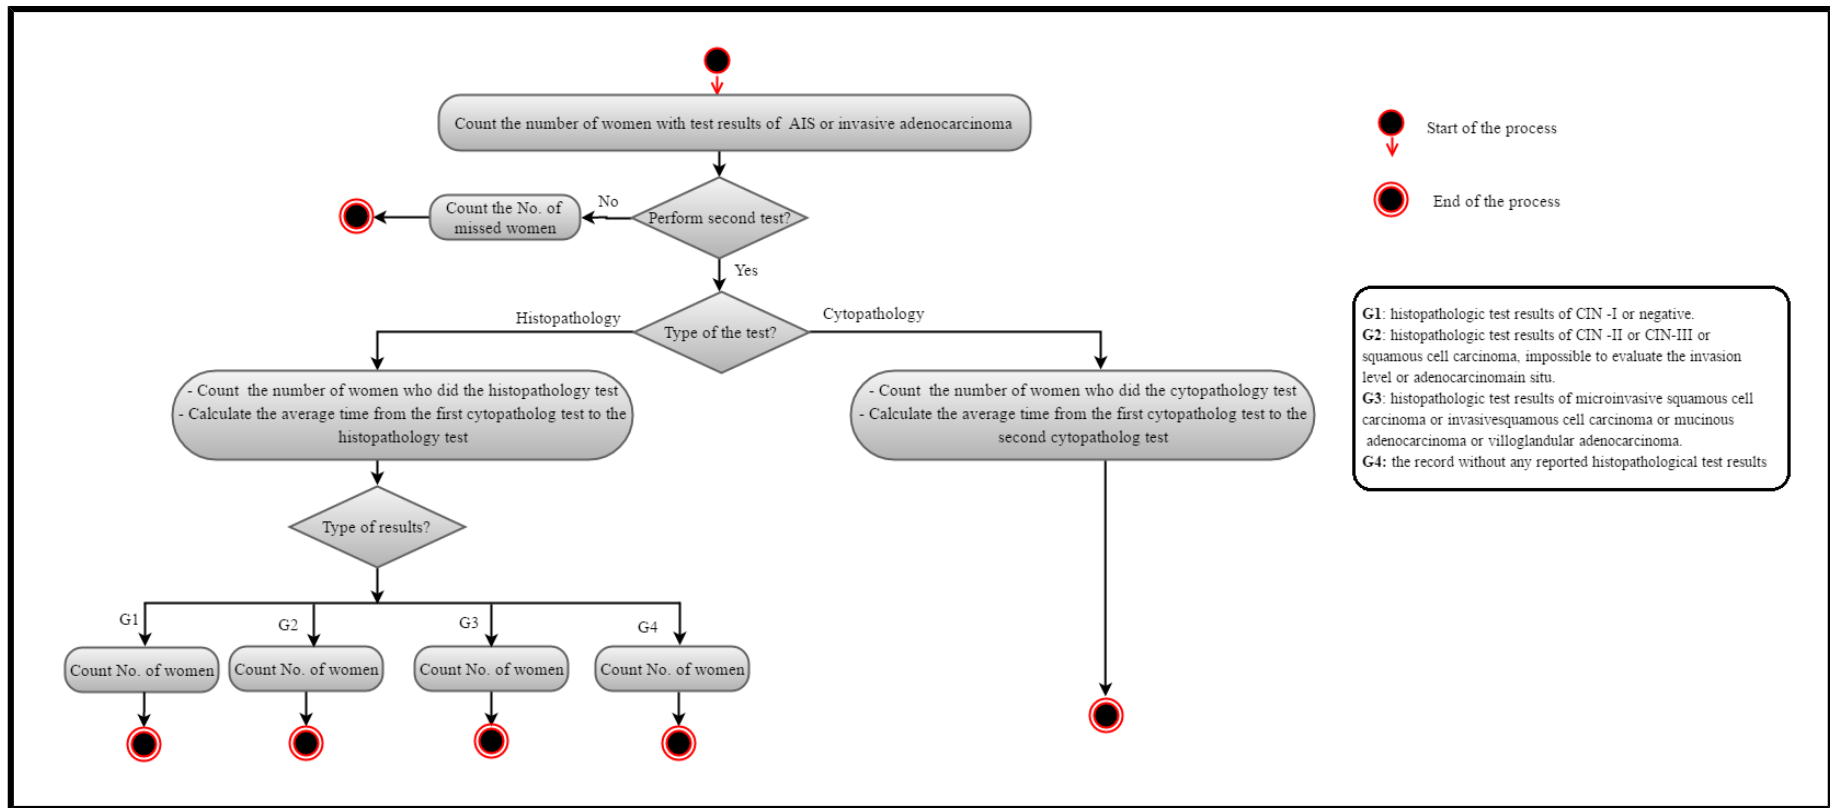 Count the number of women with test results of AIS or invasive adenocarcinoma
Start of the process
End of the process
No
Count the No. of
missed women
Perform second test?
Yes
Histopathology
Cytopathology
Type of the test?
- Count the number of women who did the histopathology test
- Calculate the average time from the first cytopatholog test to the
histopathology test
- Count the number of women who did the cytopathology test
- Calculate the average time from the first cytopatholog test to the
second cytopatholog test
G1: histopathologic test results of CIN -I or negative.
G2: histopathologic test results of CIN -II or CIN-III or
squamous cell carcinoma, impossible to evaluate the invasion
level or adenocarcinomain situ.
G3: histopathologic test results of microinvasive squamous cell
carcinoma or invasivesquamous cell carcinoma or mucinous
adenocarcinoma or villoglandular adenocarcinoma.
G4: the record without any reported histopathological test results
Type of results?
G1
G2
G3
G4
Count No. of women
Count No. of women
Count No. of women
Count No. of women